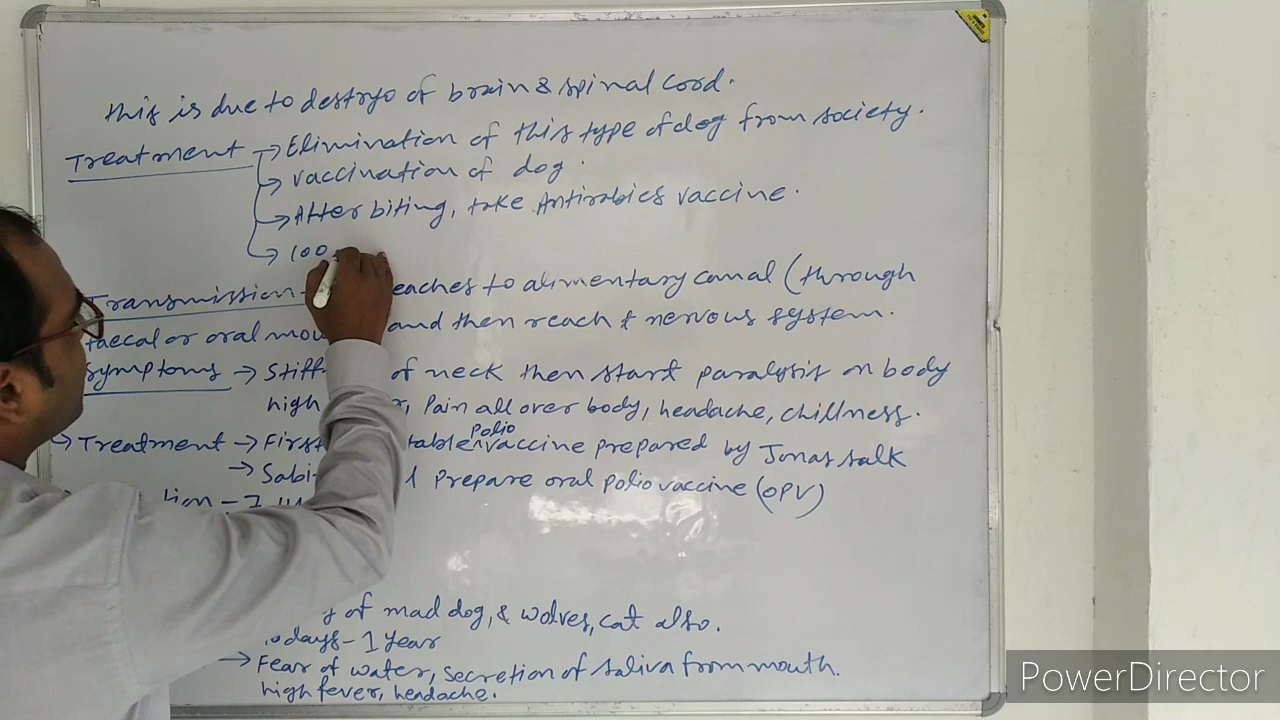 This is due to destryo of brain & spinal cord.
Treatment → Elimination of this type of dog from society.
→ vaccination of dog.
→ After biting, take Antirabies vaccine.
→ 100
Transmission - eaches to alimentary canal (through
faecal or oral and then reach t nervous system.
Symptoms → Stiff of neck then start paralysis on body
high Pain all over body, headache, chillness.
→ Treatment → First table polio vaccine prepared by Jonas salk
→ Sabi prepare oral polio vaccine (OPV)
of mad dog, & wolves, cat also.
days - 1 year
→ Fear of water, secretion of saliva from mouth.
high fever, headache.
PowerDirector